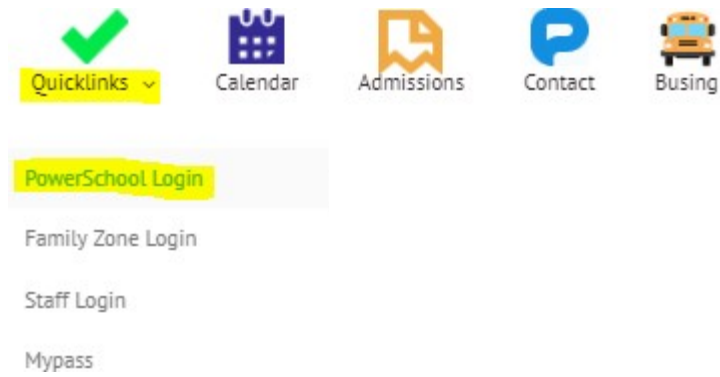 Quicklinks Calendar Admissions Contact Busing
PowerSchool Login
Family Zone Login
Staff Login
Mypass